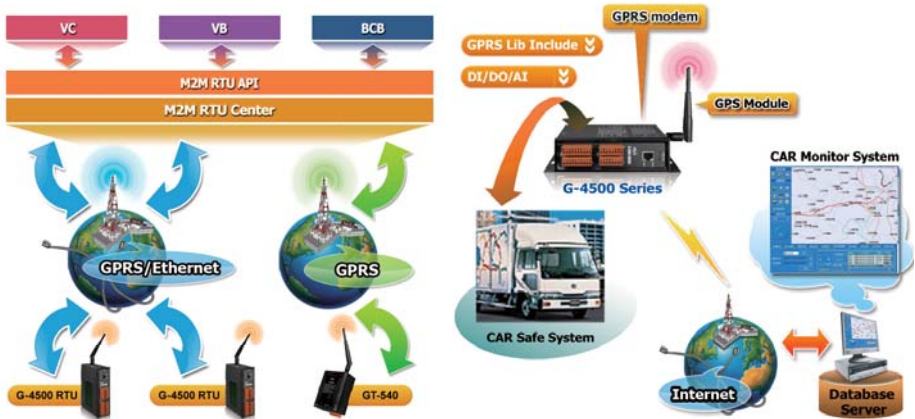 VC
VB
BCB
M2M RTU API
M2M RTU Center
GPRS/Ethernet
GPRS
G-4500 RTU
G-4500 RTU
GT-540
GPRS modem
GPRS Lib Include
DI/DO/AI
GPS Module
G-4500 Series
CAR Safe System
CAR Monitor System
Internet
Database
Server